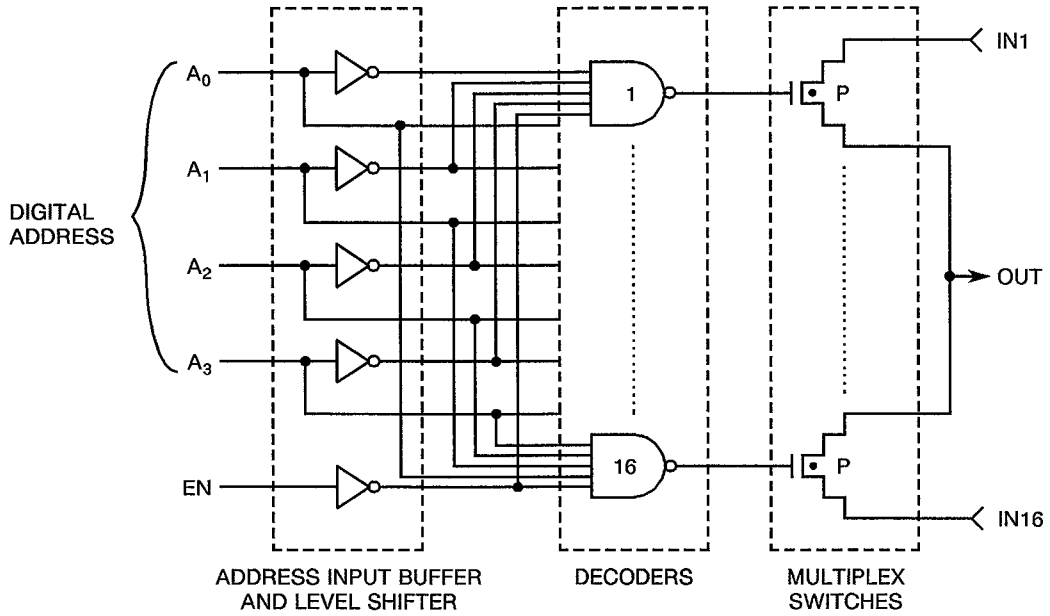 IN1
A0
1
P
A1
DIGITAL
ADDRESS
A2
OUT
A3
16
P
EN
IN16
ADDRESS INPUT BUFFER
AND LEVEL SHIFTER
DECODERS
MULTIPLEX
SWITCHES